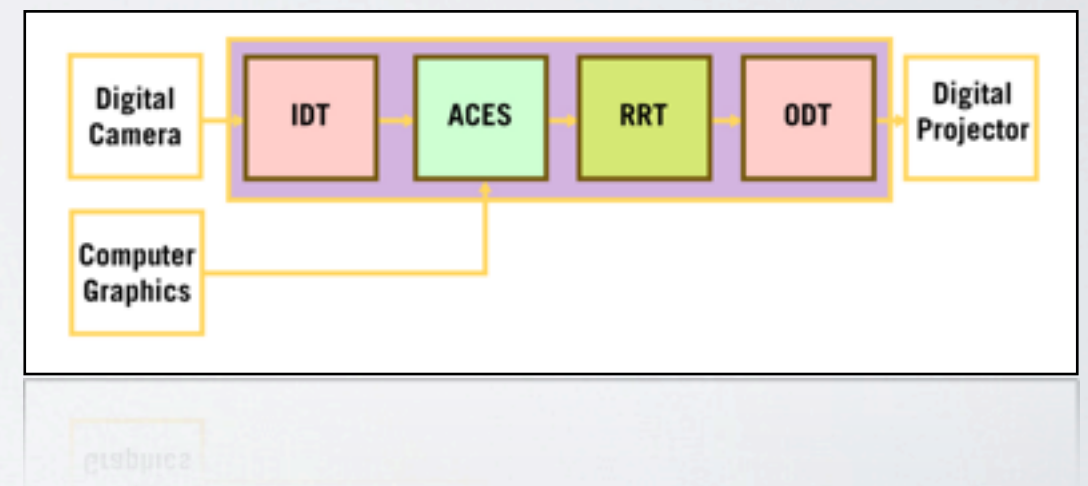 Digital
Camera
IDT
ACES
RRT
ODT
Digital
Projector
Computer
Graphics